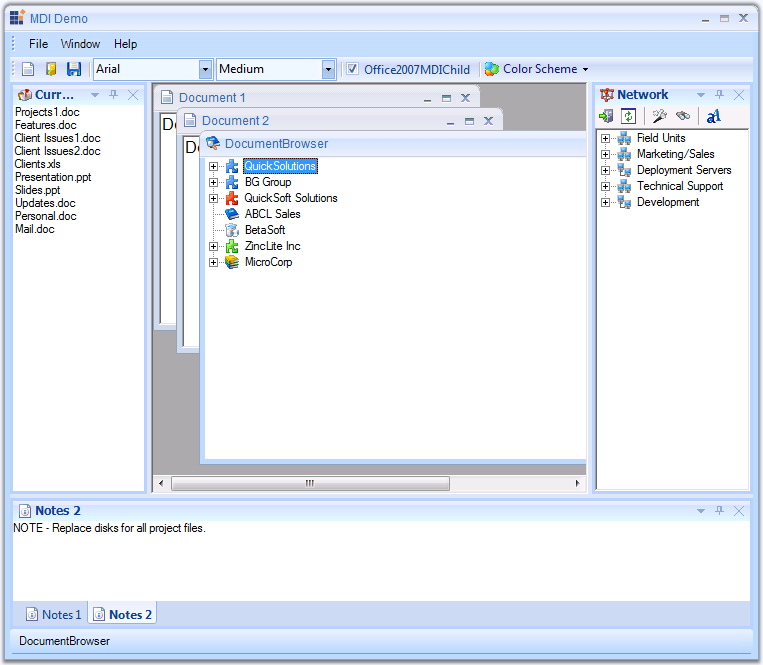 MDI Demo
File Window Help
Arial Medium Office2007MDIChild Color Scheme
Curr...
Projects1.doc
Features.doc
Client Issues1.doc
Client Issues2.doc
Clients.xls
Presentation.ppt
Slides.ppt
Updates.doc
Personal.doc
Mail.doc
Document 1
Document 2
DocumentBrowser
QuickSolutions
BG Group
QuickSoft Solutions
ABCL Sales
BetaSoft
ZincLite Inc
MicroCorp
Network
Field Units
Marketing/Sales
Deployment Servers
Technical Support
Development
Notes 2
NOTE - Replace disks for all project files.
Notes 1 Notes 2
DocumentBrowser